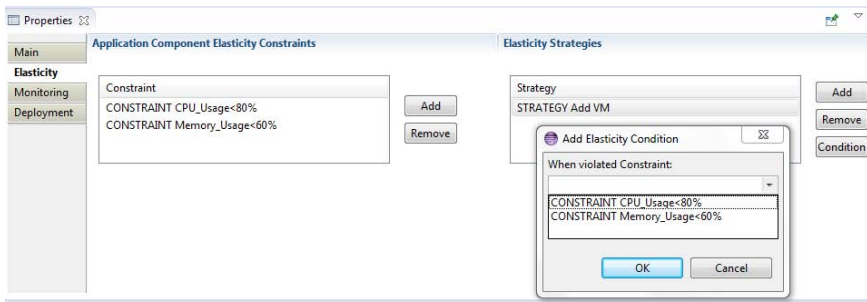 Properties
Main
Elasticity
Monitoring
Deployment
Application Component Elasticity Constraints
Constraint
CONSTRAINT CPU_Usage<80%
CONSTRAINT Memory_Usage<60%
Add
Remove
Elasticity Strategies
Strategy
STRATEGY Add VM
Add
Remove
Condition
Add Elasticity Condition
When violated Constraint:
CONSTRAINT CPU_Usage<80%
CONSTRAINT Memory_Usage<60%
OK
Cancel